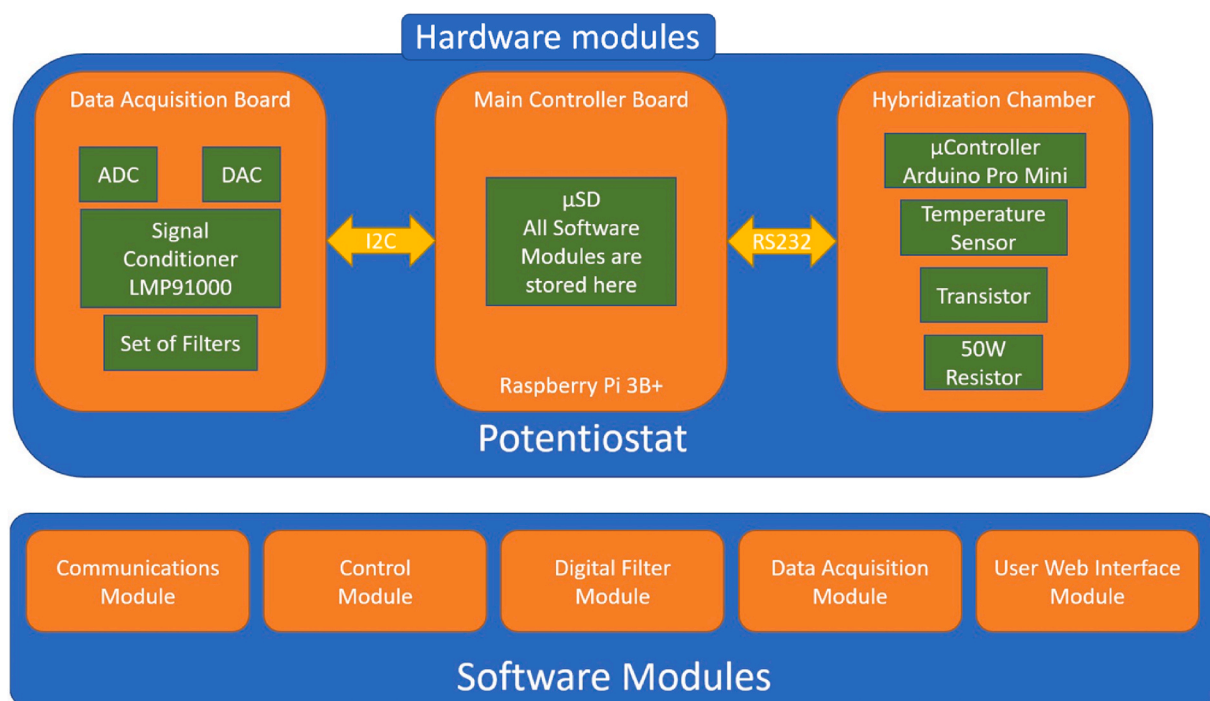 Hardware modules
Data Acquisition Board
ADC
DAC
Signal
Conditioner
LMP91000
Set of Filters
I2C
Main Controller Board
μSD
All Software
Modules are
stored here
Raspberry Pi 3B+
RS232
Hybridization Chamber
μController
Arduino Pro Mini
Temperature
Sensor
Transistor
50W
Resistor
Potentiostat
Communications
Module
Control
Module
Digital Filter
Module
Data Acquisition
Module
User Web Interface
Module
Software Modules